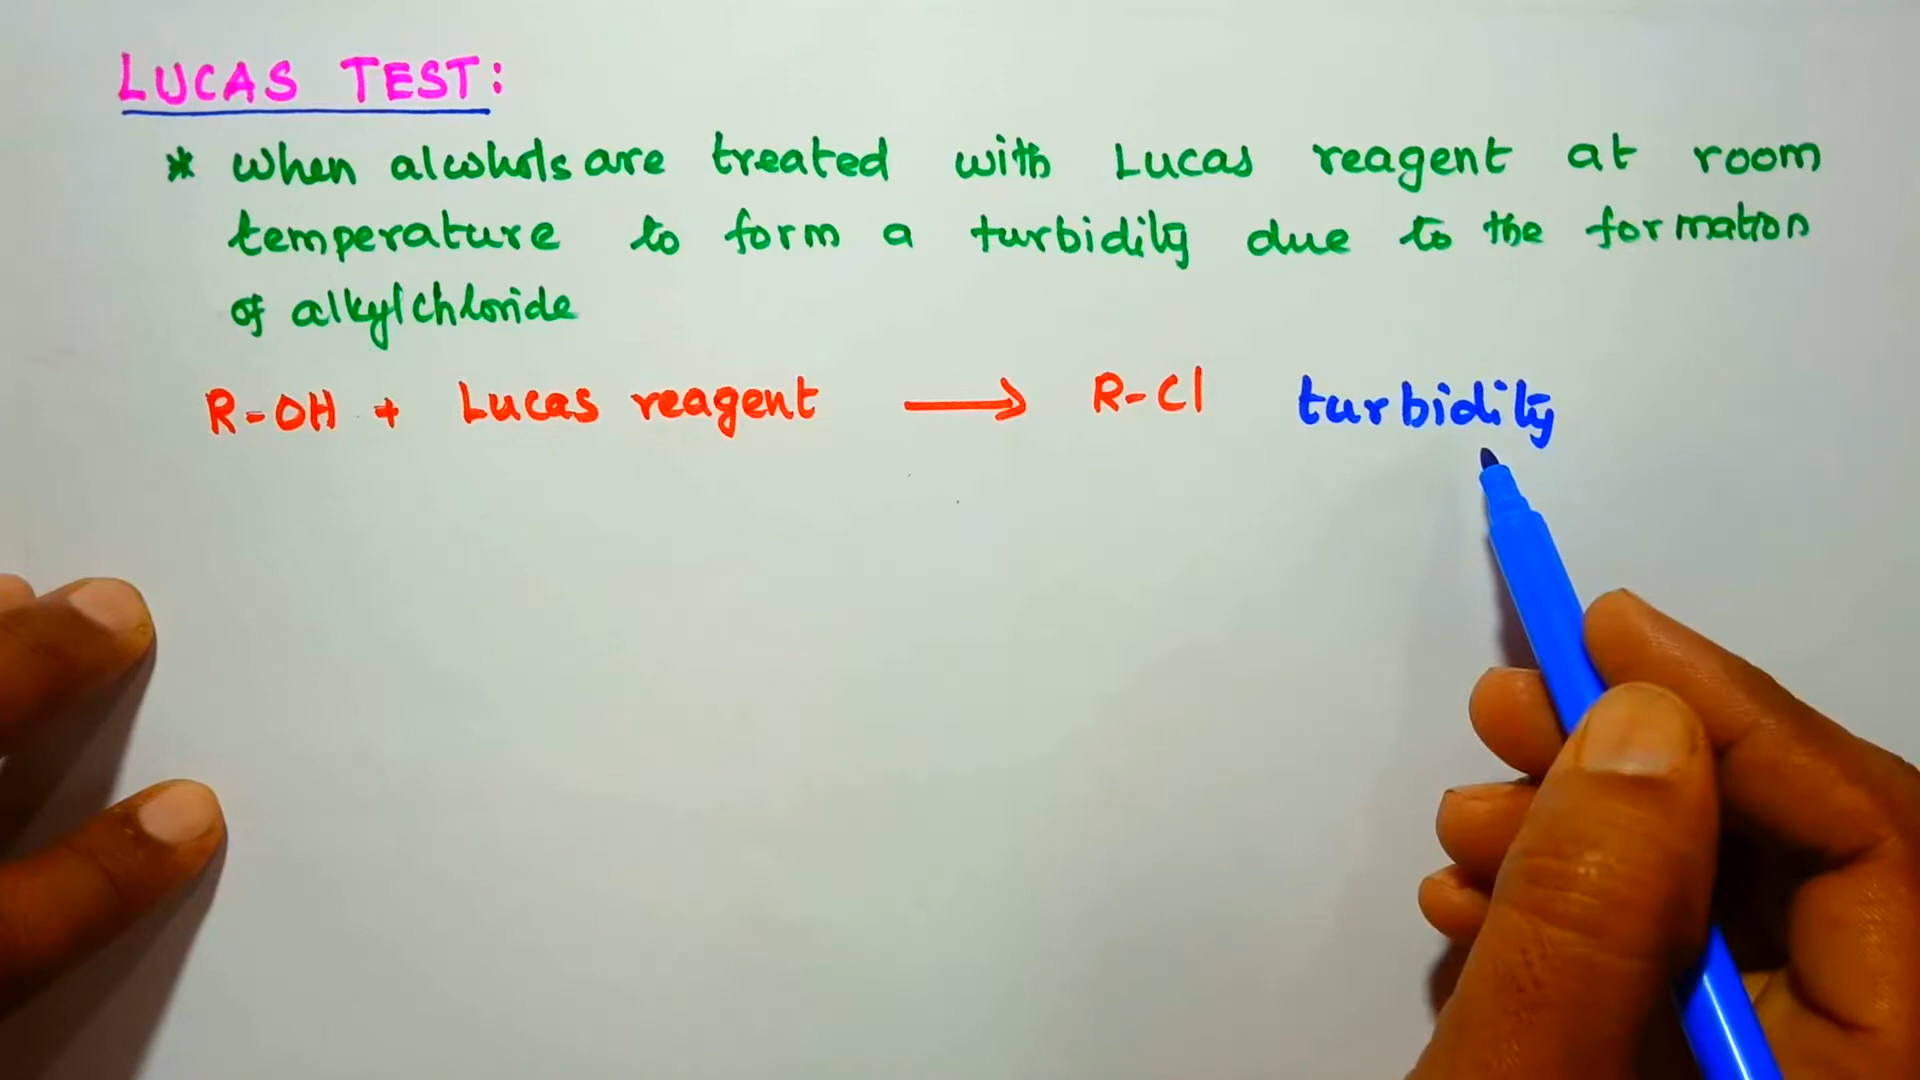 LUCAS TEST:
* when alcohols are treated with Lucas reagent at room
temperature to form a turbidity due to the formation
of alkylchloride
R-OH + Lucas reagent → R-Cl turbidity